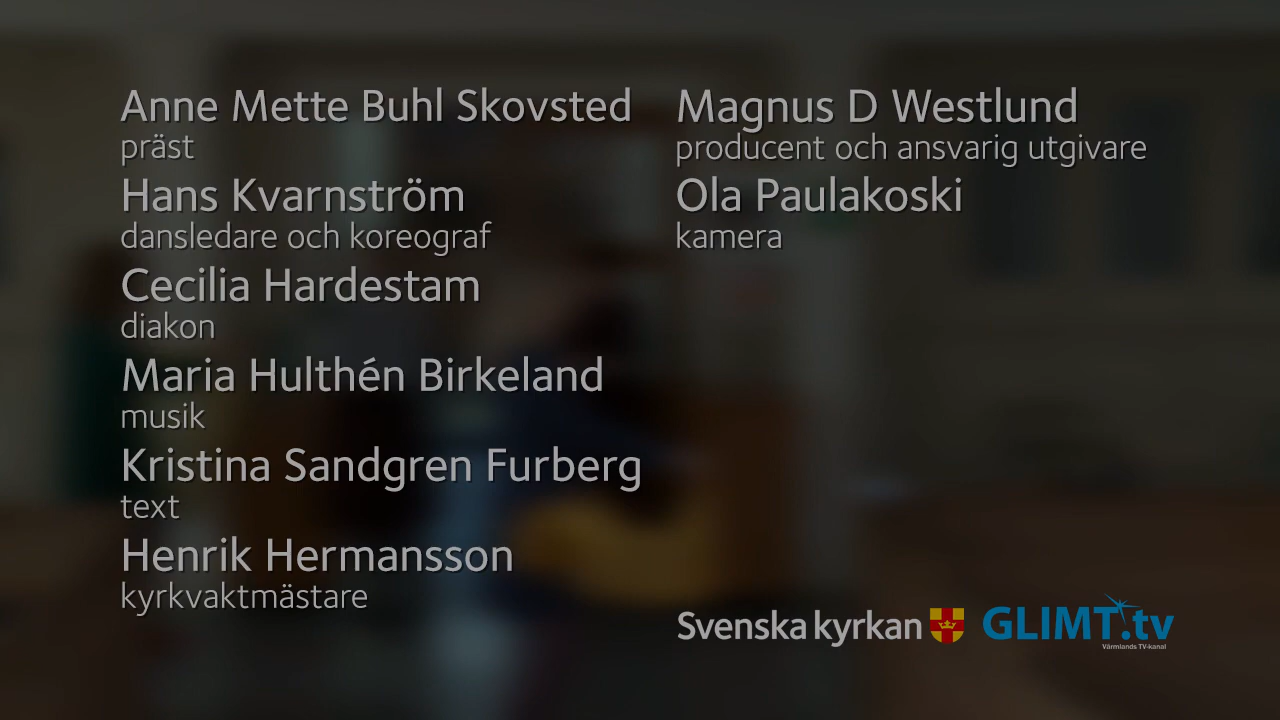 Anne Mette Buhl Skovsted
präst
Hans Kvarnström
dansledare och koreograf
Cecilia Hardestam
diakon
Maria Hulthén Birkeland
musik
Kristina Sandgren Furberg
text
Henrik Hermansson
kyrkvaktmästare
Magnus D Westlund
producent och ansvarig utgivare
Ola Paulakoski
kamera
Svenska kyrkan
GLIMT.tv
Värmlands TV-kanal